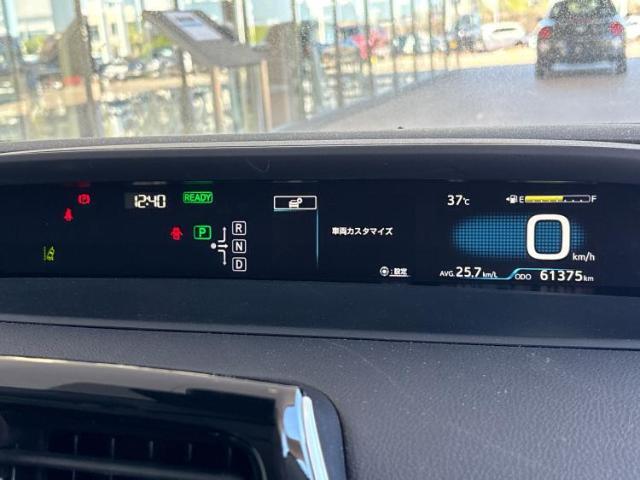 12:40 READY
P R
N
D
車両カスタマイズ
:設定
37℃ E F
0 km/h
AVG. 25.7 km/L ODO 61375 km